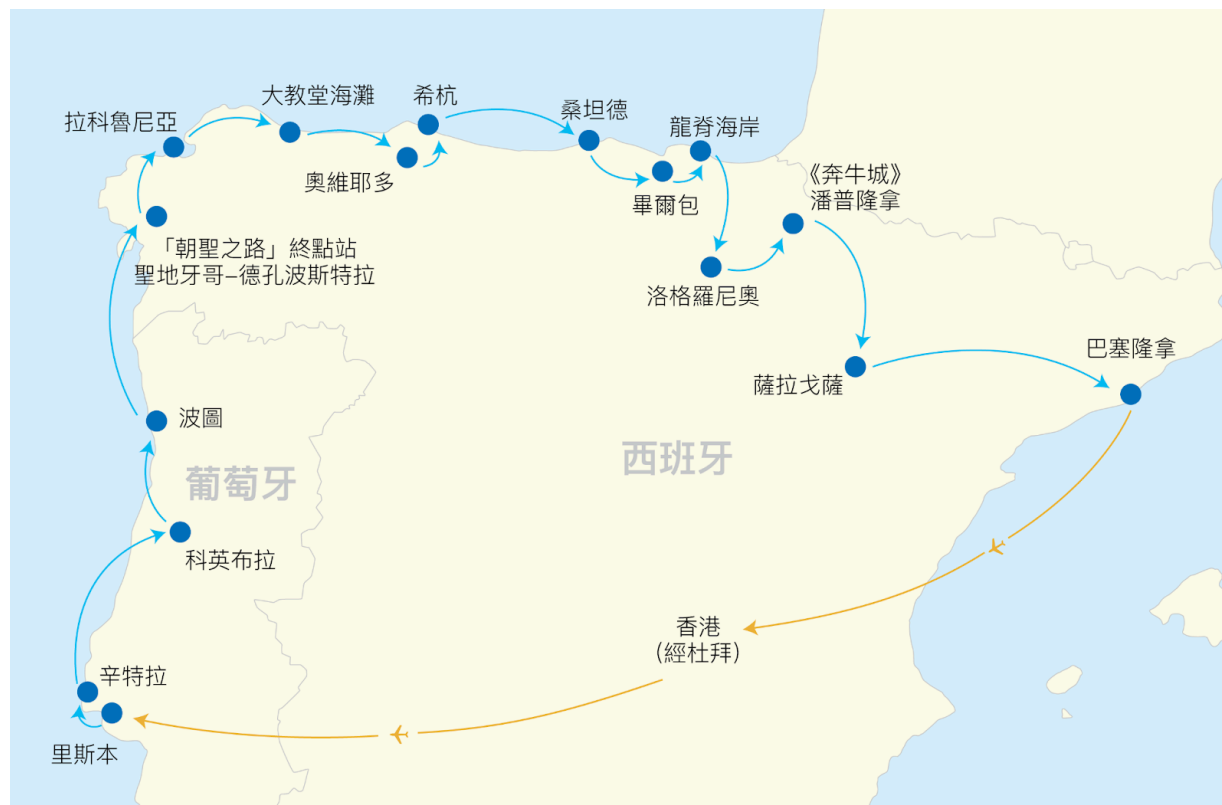 大教堂海灘
希杭
桑坦德
拉科魯尼亞
龍脊海岸
奧維耶多
《奔牛城》
潘普隆拿
畢爾包
「朝聖之路」終點站
聖地牙哥–德孔波斯特拉
洛格羅尼奧
巴塞隆拿
薩拉戈薩
波圖
西班牙
葡萄牙
科英布拉
香港
(經杜拜)
辛特拉
里斯本